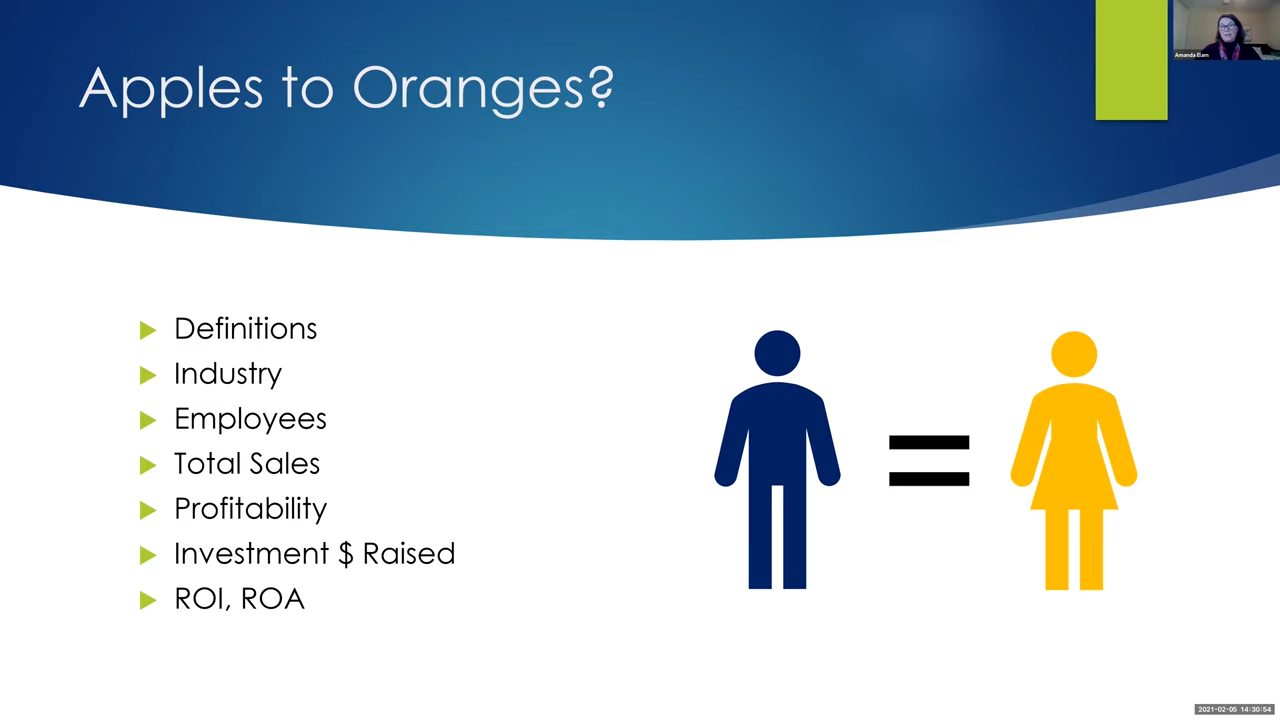 Apples to Oranges?
Amanda Elam
Definitions
Industry
Employees
Total Sales
Profitability
Investment $ Raised
ROI, ROA
2021-02-05 14:30:54